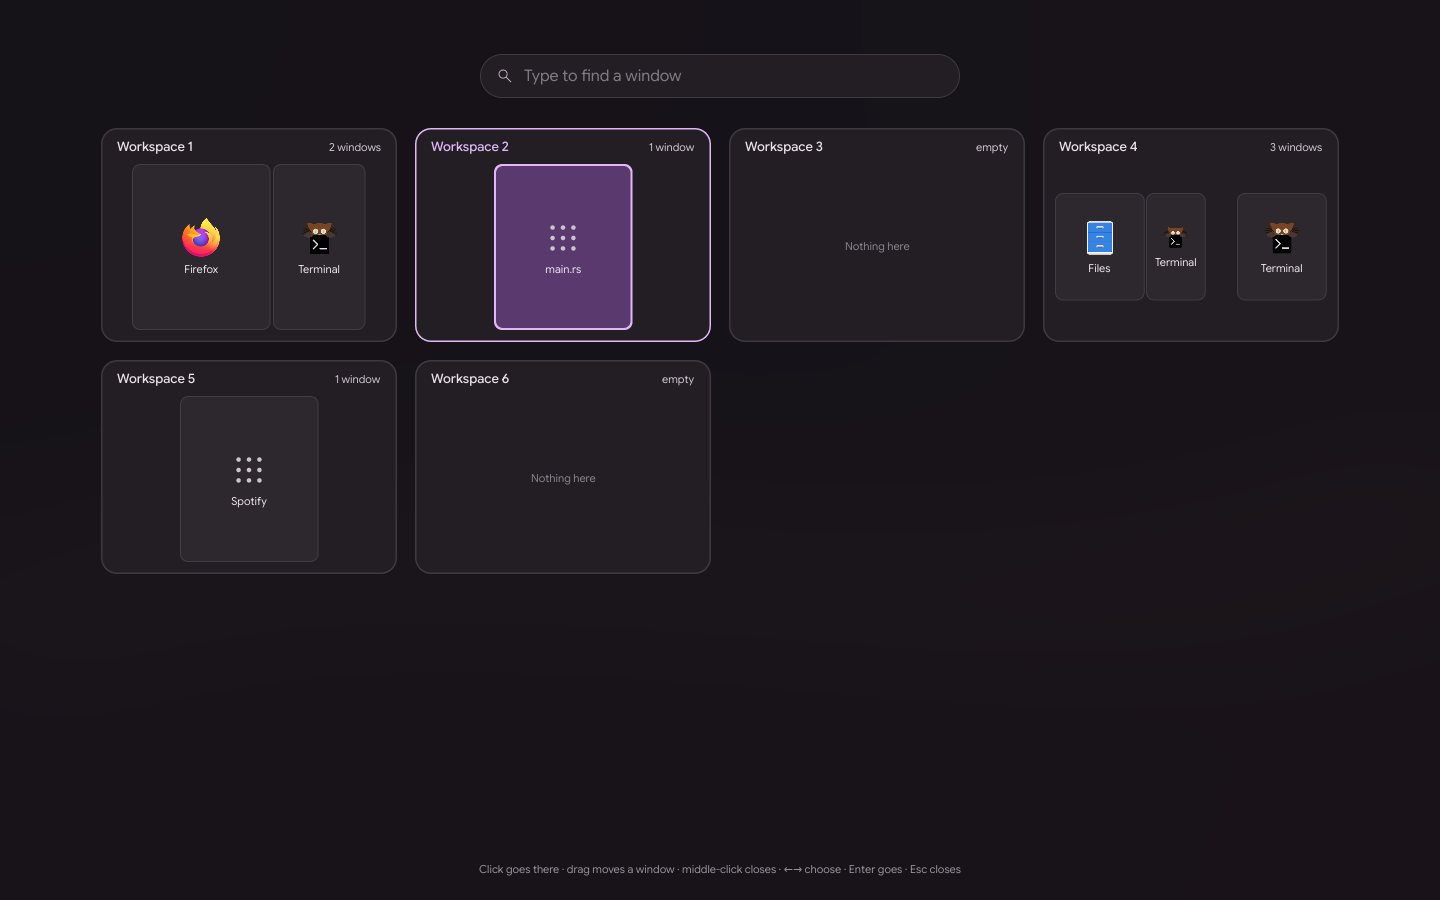 Type to find a window
Workspace 1
2 windows
Firefox
Terminal
Workspace 2
1 window
main.rs
Workspace 3
empty
Nothing here
Workspace 4
3 windows
Files
Terminal
Terminal
Workspace 5
1 window
Spotify
Workspace 6
empty
Nothing here
Click goes there · drag moves a window · middle-click closes · ←→ choose · Enter goes · Esc closes